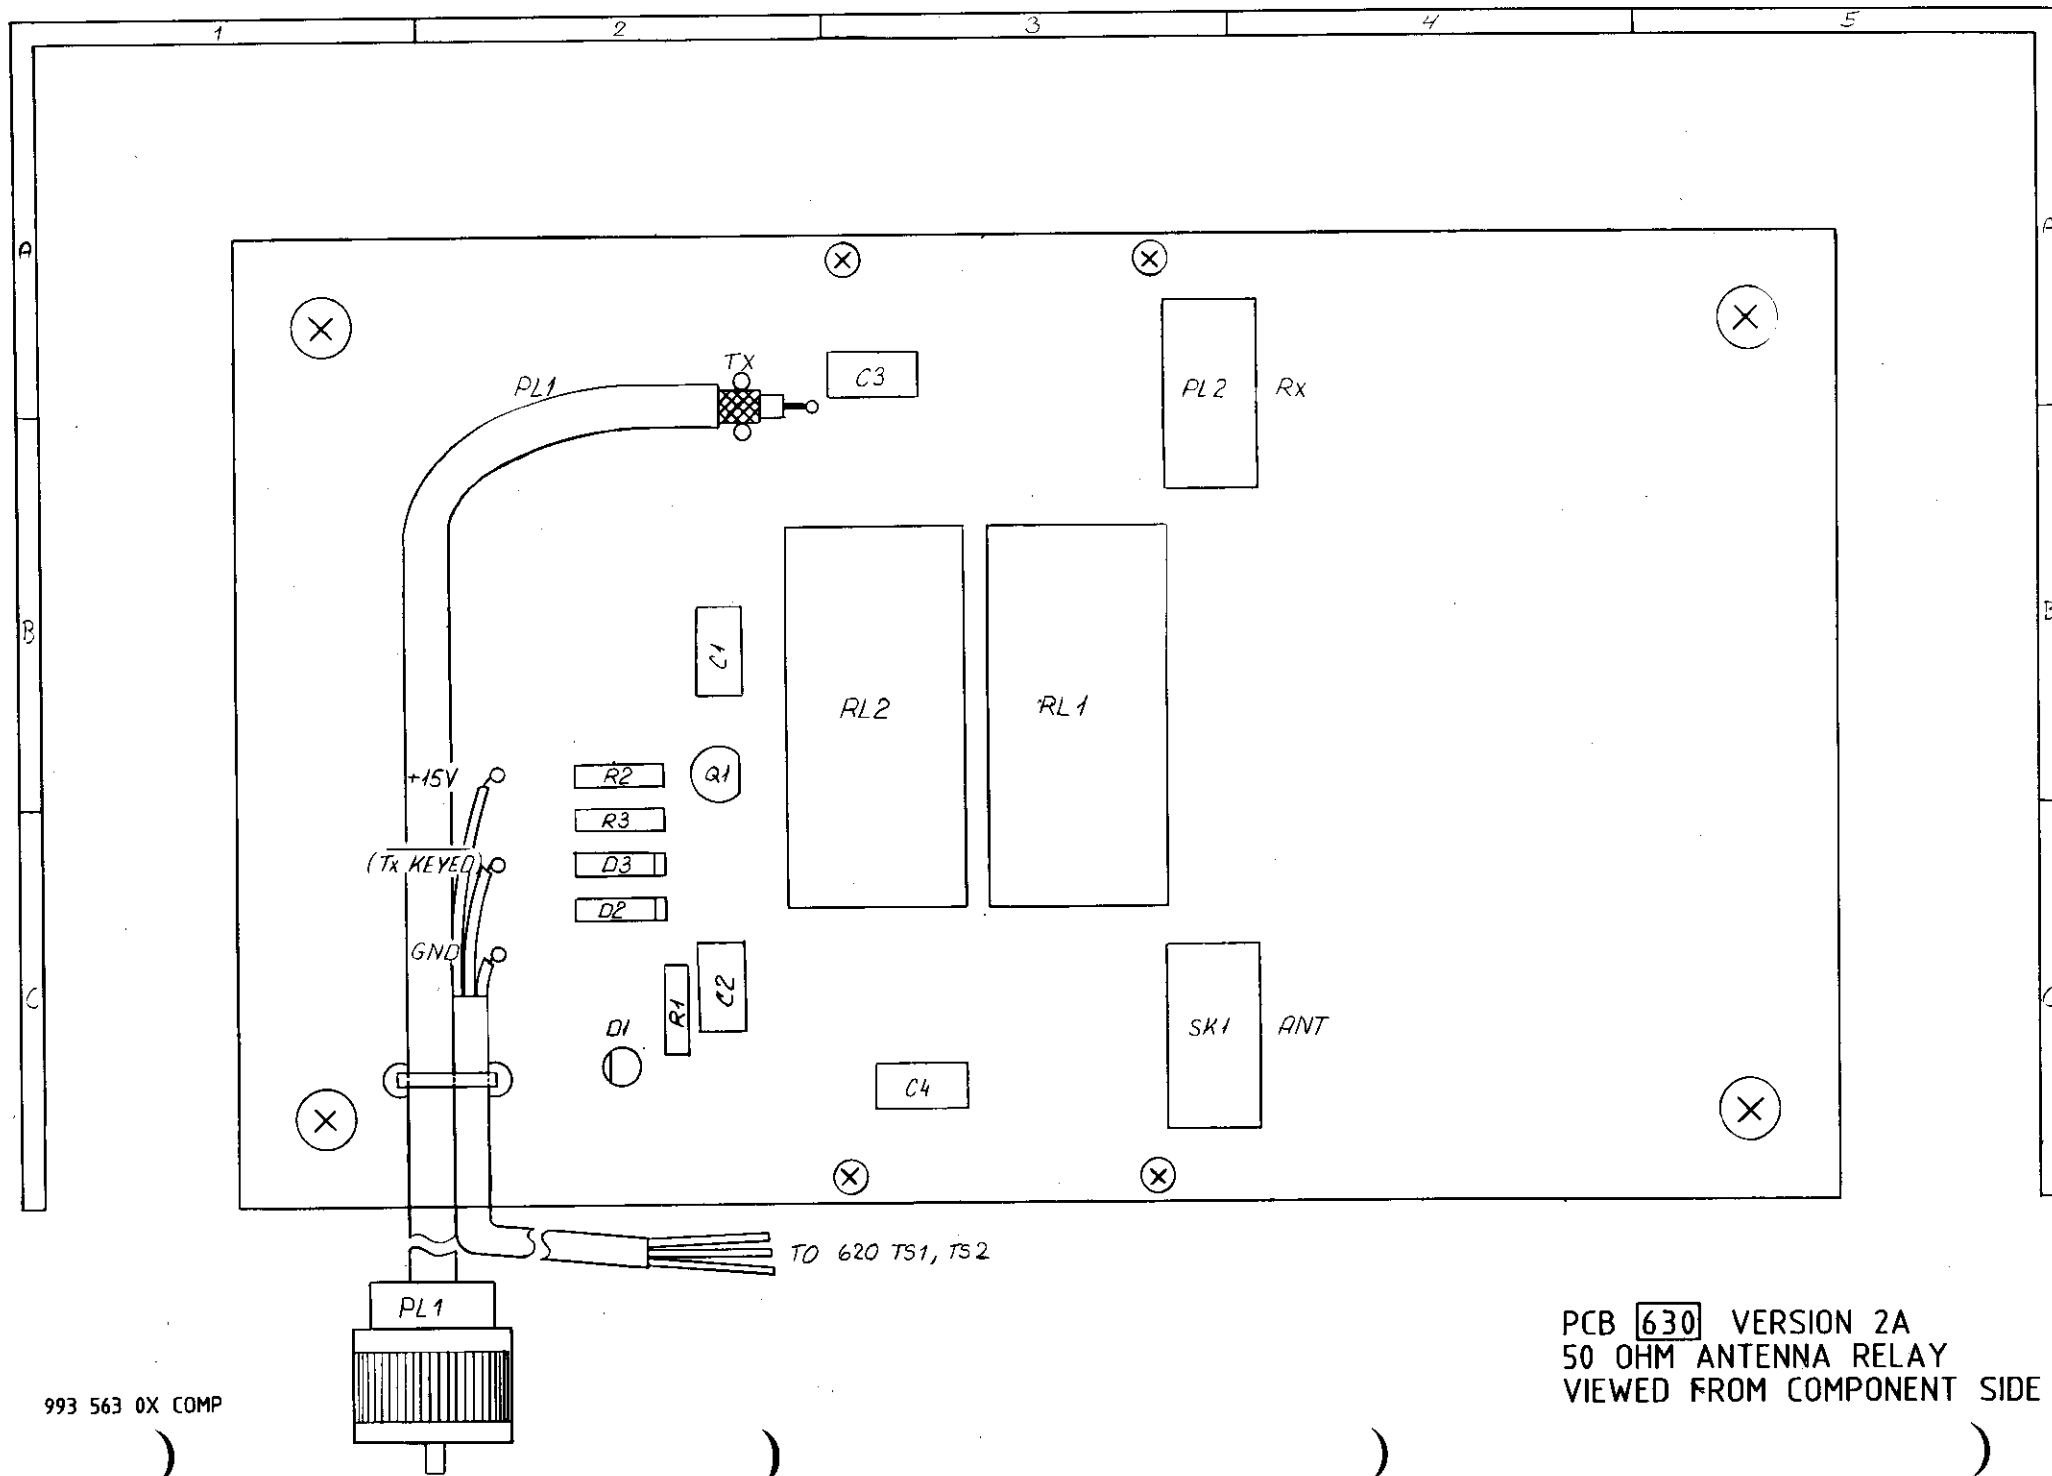 1 2 3 4 5
A
A
TX
PL1
C3
PL2 Rx
B
B
C1
RL2
RL1
+15V
R2
Q1
R3
(Tx KEYED)
D3
D2
GND
C
C
C2
R1
D1
SK1 ANT
C4
TO 620 TS1, TS2
PL1
PCB 630 VERSION 2A
50 OHM ANTENNA RELAY
VIEWED FROM COMPONENT SIDE
993 563 0X COMP